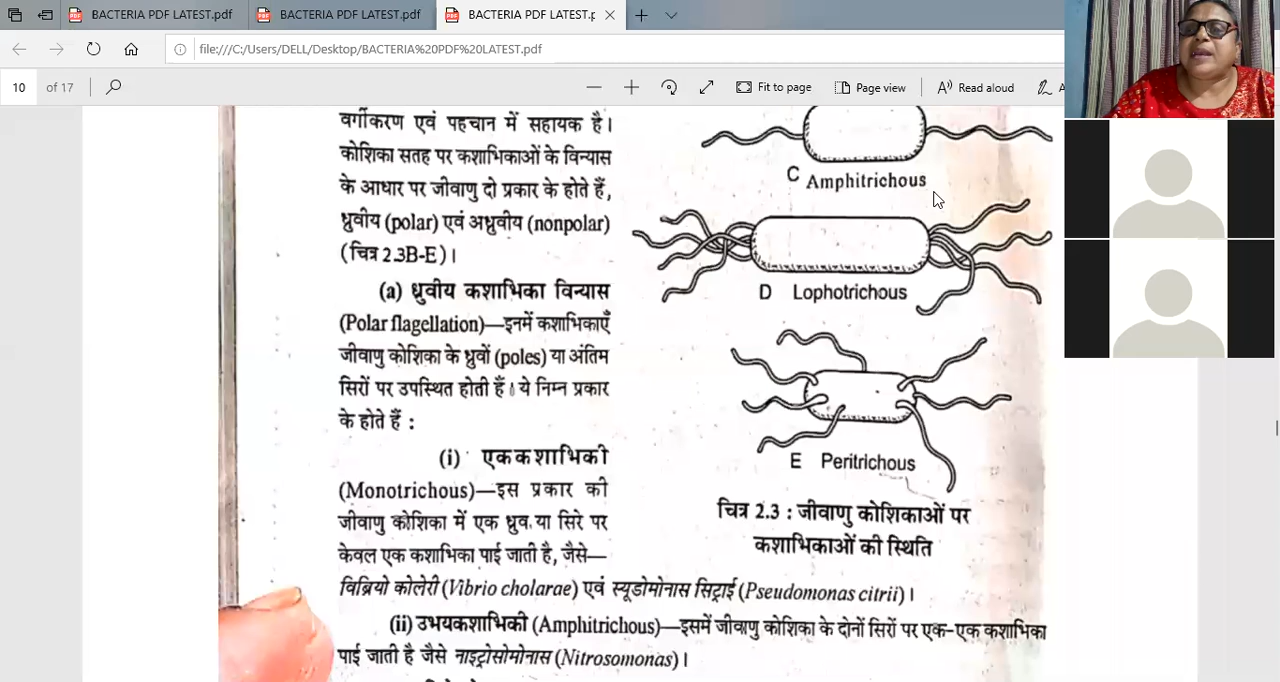 BACTERIA PDF LATEST.pdf
BACTERIA PDF LATEST.pdf
BACTERIA PDF LATEST.p
file:///C:/Users/DELL/Desktop/BACTERIA%20PDF%20LATEST.pdf
10 of 17
Fit to page
Page view
Read aloud
A
वर्गीकरण एवं पहचान में सहायक है।
कोशिका सतह पर कशाभिकाओं के विन्यास
के आधार पर जीवाणु दो प्रकार के होते हैं,
ध्रुवीय (polar) एवं अध्रुवीय (nonpolar)
(चित्र 2.3B-E)।
(a) ध्रुवीय कशाभिका विन्यास
(Polar flagellation)—इनमें कशाभिकाएँ
जीवाणु कोशिका के ध्रुवों (poles) या अंतिम
सिरों पर उपस्थित होती हैं। ये निम्न प्रकार
के होते हैं :
(i) एककशाभिकी
(Monotrichous)—इस प्रकार की
जीवाणु कोशिका में एक ध्रुव या सिरे पर
केवल एक कशाभिका पाई जाती है, जैसे—
विब्रियो कोलेरी (Vibrio cholarae) एवं स्यूडोमोनास सिट्राई (Pseudomonas citrii)।
(ii) उभयकशाभिकी (Amphitrichous)—इसमें जीवाणु कोशिका के दोनों सिरों पर एक-एक कशाभिका
पाई जाती है जैसे नाइट्रोसोमोनास (Nitrosomonas)।
C Amphitrichous
D Lophotrichous
E Peritrichous
चित्र 2.3 : जीवाणु कोशिकाओं पर
कशाभिकाओं की स्थिति